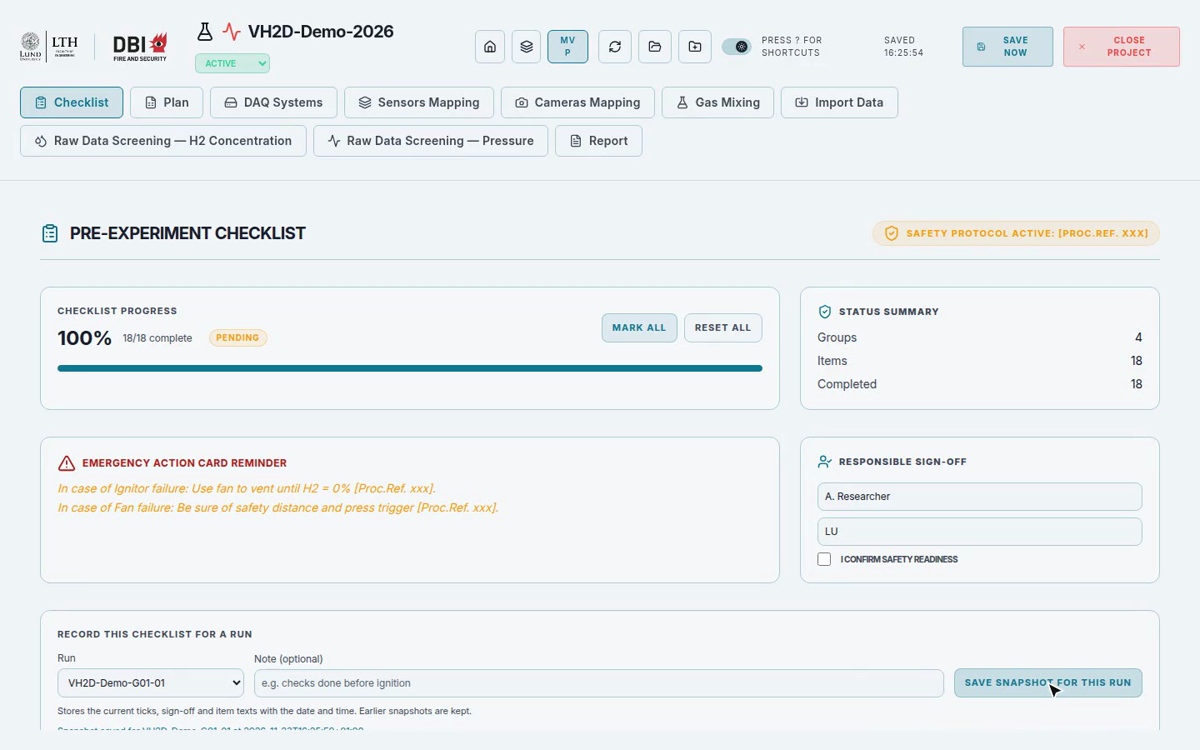 LUND
LTH
DBI
FIRE AND SECURITY
VH2D-Demo-2026
ACTIVE
MV
P
PRESS ? FOR
SHORTCUTS
SAVED
16:25:54
SAVE
NOW
CLOSE
PROJECT
Checklist
Plan
DAQ Systems
Sensors Mapping
Cameras Mapping
Gas Mixing
Import Data
Raw Data Screening — H2 Concentration
Raw Data Screening — Pressure
Report
PRE-EXPERIMENT CHECKLIST
SAFETY PROTOCOL ACTIVE: [PROC.REF. XXX]
CHECKLIST PROGRESS
100% 18/18 complete PENDING
MARK ALL
RESET ALL
STATUS SUMMARY
Groups 4
Items 18
Completed 18
EMERGENCY ACTION CARD REMINDER
In case of Ignitor failure: Use fan to vent until H2 = 0% [Proc.Ref. xxx].
In case of Fan failure: Be sure of safety distance and press trigger [Proc.Ref. xxx].
RESPONSIBLE SIGN-OFF
A. Researcher
LU
I CONFIRM SAFETY READINESS
RECORD THIS CHECKLIST FOR A RUN
Run
Note (optional)
VH2D-Demo-G01-01
e.g. checks done before ignition
SAVE SNAPSHOT FOR THIS RUN
Stores the current ticks, sign-off and item texts with the date and time. Earlier snapshots are kept.